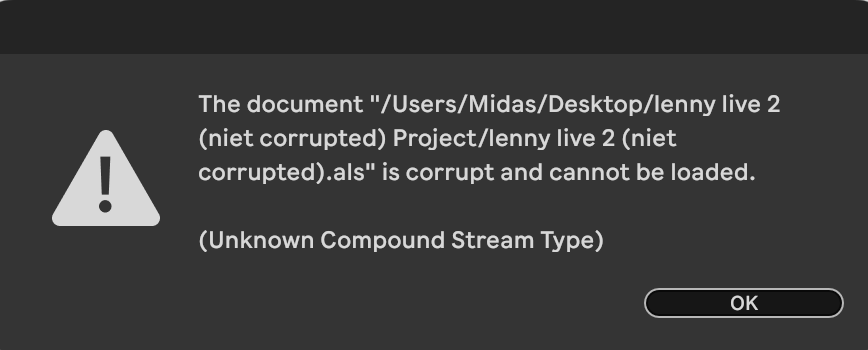 The document "/Users/Midas/Desktop/lenny live 2
(niet corrupted) Project/lenny live 2 (niet
corrupted).als" is corrupt and cannot be loaded.
(Unknown Compound Stream Type)
OK